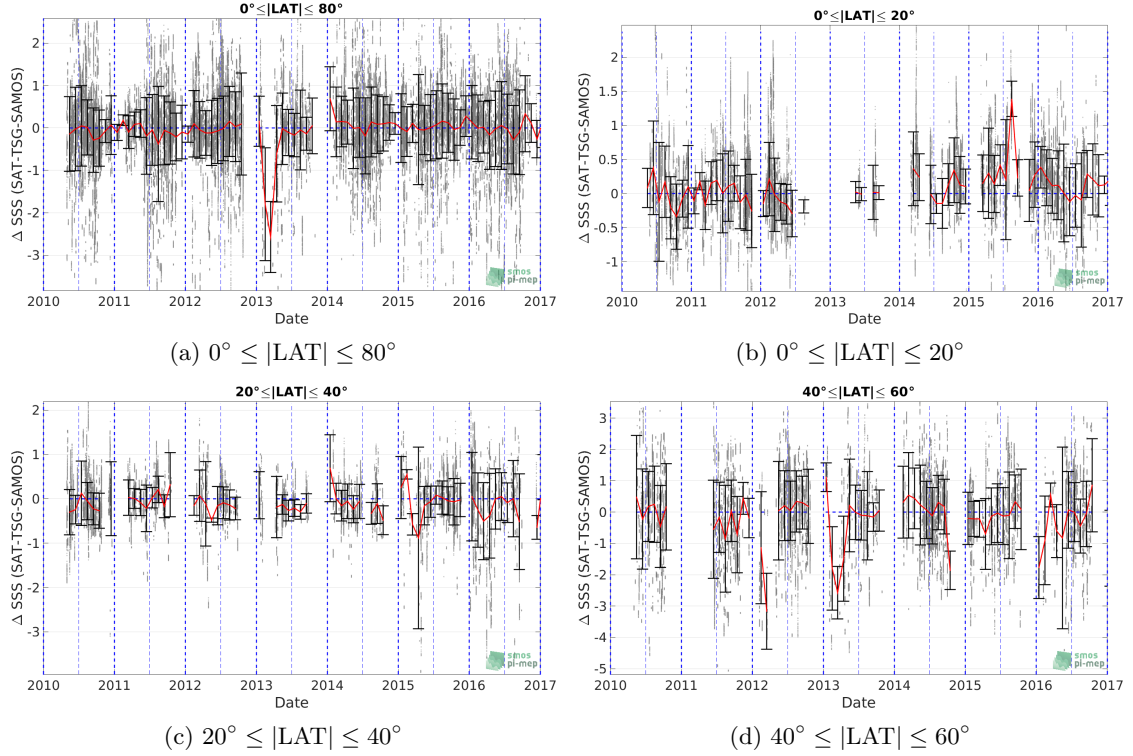 0°≤|LAT|≤ 80°
Δ SSS (SAT-TSG-SAMOS)
2
1
0
-1
-2
-3
2010 2011 2012 2013 2014 2015 2016 2017
Date
smos
pi-mep
(a) 0° ≤ |LAT| ≤ 80°
0°≤|LAT|≤ 20°
Δ SSS (SAT-TSG-SAMOS)
2.5
2
1.5
1
0.5
0
-0.5
-1
2010 2011 2012 2013 2014 2015 2016 2017
Date
smos
pi-mep
(b) 0° ≤ |LAT| ≤ 20°
20°≤|LAT|≤ 40°
Δ SSS (SAT-TSG-SAMOS)
2
1
0
-1
-2
-3
2010 2011 2012 2013 2014 2015 2016 2017
Date
smos
pi-mep
(c) 20° ≤ |LAT| ≤ 40°
40°≤|LAT|≤ 60°
Δ SSS (SAT-TSG-SAMOS)
3
2
1
0
-1
-2
-3
-4
-5
2010 2011 2012 2013 2014 2015 2016 2017
Date
smos
pi-mep
(d) 40° ≤ |LAT| ≤ 60°